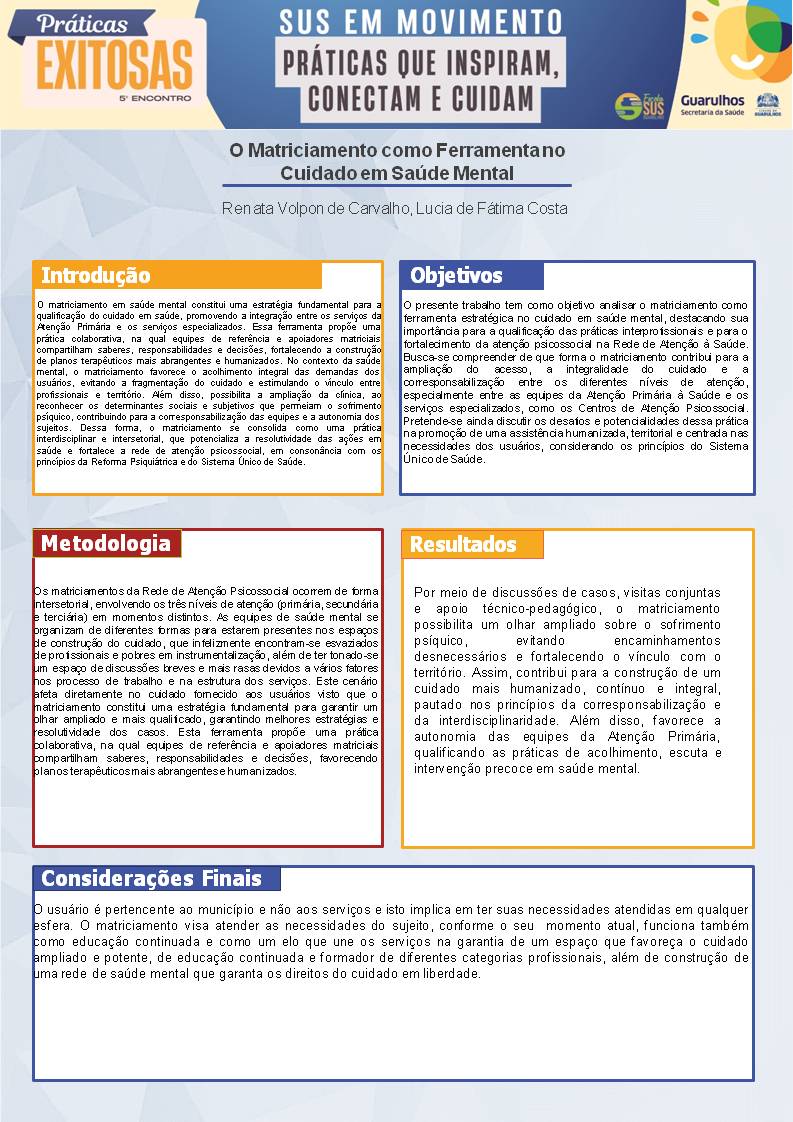 Práticas
EXITOSAS
5º ENCONTRO
SUS EM MOVIMENTO
PRÁTICAS QUE INSPIRAM,
CONECTAM E CUIDAM
Escola
SUS
Guarulhos
Secretaria da Saúde
GUARULHOS
O Matriciamento como Ferramenta no
Cuidado em Saúde Mental
Renata Volpon de Carvalho, Lucia de Fátima Costa
Introdução
O matriciamento em saúde mental constitui uma estratégia fundamental para a
qualificação do cuidado em saúde, promovendo a integração entre os serviços da
Atenção Primária e os serviços especializados. Essa ferramenta propõe uma
prática colaborativa, na qual equipes de referência e apoiadores matriciais
compartilham saberes, responsabilidades e decisões, fortalecendo a construção
de planos terapêuticos mais abrangentes e humanizados. No contexto da saúde
mental, o matriciamento favorece o acolhimento integral das demandas dos
usuários, evitando a fragmentação do cuidado e estimulando o vínculo entre
profissionais e território. Além disso, possibilita a ampliação da clínica, ao
reconhecer os determinantes sociais e subjetivos que permeiam o sofrimento
psíquico, contribuindo para a corresponsabilização das equipes e a autonomia dos
sujeitos. Dessa forma, o matriciamento se consolida como uma prática
interdisciplinar e intersetorial, que potencializa a resolutividade das ações em
saúde e fortalece a rede de atenção psicossocial, em consonância com os
princípios da Reforma Psiquiátrica e do Sistema Único de Saúde.
Objetivos
O presente trabalho tem como objetivo analisar o matriciamento como
ferramenta estratégica no cuidado em saúde mental, destacando sua
importância para a qualificação das práticas interprofissionais e para o
fortalecimento da atenção psicossocial na Rede de Atenção à Saúde.
Busca-se compreender de que forma o matriciamento contribui para a
ampliação do acesso, a integralidade do cuidado e a
corresponsabilização entre os diferentes níveis de atenção,
especialmente entre as equipes da Atenção Primária à Saúde e os
serviços especializados, como os Centros de Atenção Psicossocial.
Pretende-se ainda discutir os desafios e potencialidades dessa prática
na promoção de uma assistência humanizada, territorial e centrada nas
necessidades dos usuários, considerando os princípios do Sistema
Único de Saúde.
Metodologia
Os matriciamentos da Rede de Atenção Psicossocial ocorrem de forma
intersetorial, envolvendo os três níveis de atenção (primária, secundária
e terciária) em momentos distintos. As equipes de saúde mental se
organizam de diferentes formas para estarem presentes nos espaços
de construção do cuidado, que infelizmente encontram-se esvaziados
de profissionais e pobres em instrumentalização, além de ter tonado-se
um espaço de discussões breves e mais rasas devidos a vários fatores
nos processo de trabalho e na estrutura dos serviços. Este cenário
afeta diretamente no cuidado fornecido aos usuários visto que o
matriciamento constitui uma estratégia fundamental para garantir um
olhar ampliado e mais qualificado, garantindo melhores estratégias e
resolutividade dos casos. Esta ferramenta propõe uma prática
colaborativa, na qual equipes de referência e apoiadores matriciais
compartilham saberes, responsabilidades e decisões, favorecendo
planos terapêuticos mais abrangentes e humanizados.
Resultados
Por meio de discussões de casos, visitas conjuntas
e apoio técnico-pedagógico, o matriciamento
possibilita um olhar ampliado sobre o sofrimento
psíquico, evitando encaminhamentos
desnecessários e fortalecendo o vínculo com o
território. Assim, contribui para a construção de um
cuidado mais humanizado, contínuo e integral,
pautado nos princípios da corresponsabilização e
da interdisciplinaridade. Além disso, favorece a
autonomia das equipes da Atenção Primária,
qualificando as práticas de acolhimento, escuta e
intervenção precoce em saúde mental.
Considerações Finais
O usuário é pertencente ao município e não aos serviços e isto implica em ter suas necessidades atendidas em qualquer
esfera. O matriciamento visa atender as necessidades do sujeito, conforme o seu momento atual, funciona também
como educação continuada e como um elo que une os serviços na garantia de um espaço que favoreça o cuidado
ampliado e potente, de educação continuada e formador de diferentes categorias profissionais, além de construção de
uma rede de saúde mental que garanta os direitos do cuidado em liberdade.